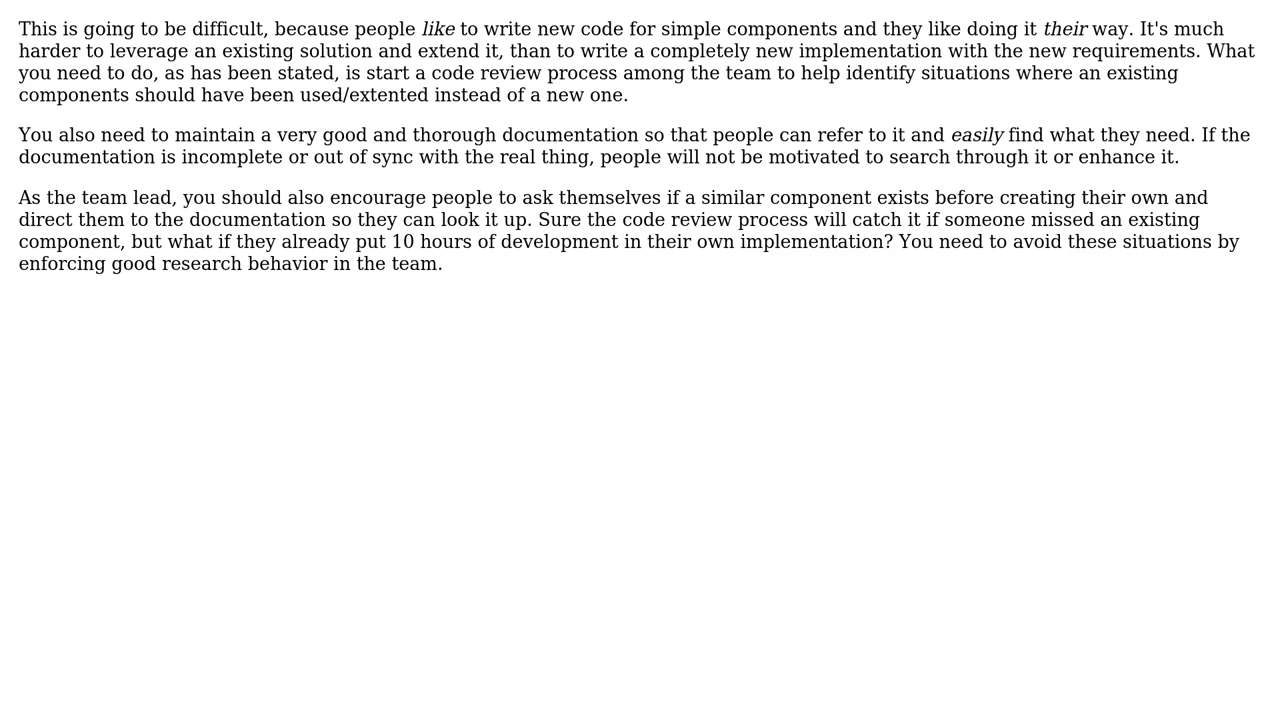 This is going to be difficult, because people like to write new code for simple components and they like doing it their way. It's much
harder to leverage an existing solution and extend it, than to write a completely new implementation with the new requirements. What
you need to do, as has been stated, is start a code review process among the team to help identify situations where an existing
components should have been used/extented instead of a new one.
You also need to maintain a very good and thorough documentation so that people can refer to it and easily find what they need. If the
documentation is incomplete or out of sync with the real thing, people will not be motivated to search through it or enhance it.
As the team lead, you should also encourage people to ask themselves if a similar component exists before creating their own and
direct them to the documentation so they can look it up. Sure the code review process will catch it if someone missed an existing
component, but what if they already put 10 hours of development in their own implementation? You need to avoid these situations by
enforcing good research behavior in the team.